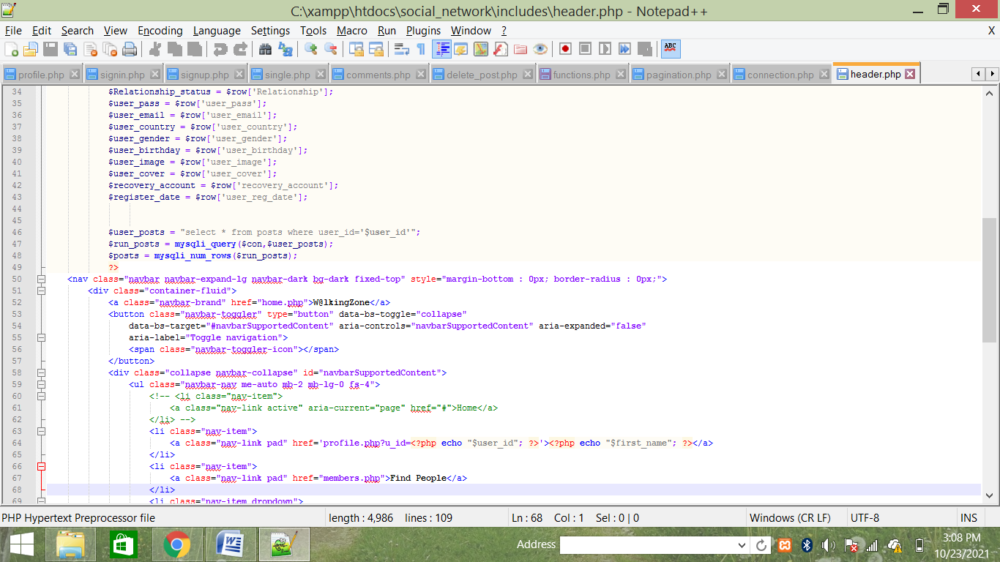 C:\xampp\htdocs\social_network\includes\header.php - Notepad++
File Edit Search View Encoding Language Settings Tools Macro Run Plugins Window ? X
ABC
profile.php signin.php signup.php single.php comments.php delete_post.php functions.php pagination.php connection.php header.php
34 $Relationship_status = $row['Relationship'];
35 $user_pass = $row['user_pass'];
36 $user_email = $row['user_email'];
37 $user_country = $row['user_country'];
38 $user_gender = $row['user_gender'];
39 $user_birthday = $row['user_birthday'];
40 $user_image = $row['user_image'];
41 $user_cover = $row['user_cover'];
42 $recovery_account = $row['recovery_account'];
43 $register_date = $row['user_reg_date'];
44
45
46 $user_posts = "select * from posts where user_id='$user_id'";
47 $run_posts = mysqli_query($con,$user_posts);
48 $posts = mysqli_num_rows($run_posts);
49 ?>
50 <nav class="navbar navbar-expand-lg navbar-dark bg-dark fixed-top" style="margin-bottom : 0px; border-radius : 0px;">
51 <div class="container-fluid">
52 <a class="navbar-brand" href="home.php">W@lkingZone</a>
53 <button class="navbar-toggler" type="button" data-bs-toggle="collapse"
54 data-bs-target="#navbarSupportedContent" aria-controls="navbarSupportedContent" aria-expanded="false"
55 aria-label="Toggle navigation">
56 <span class="navbar-toggler-icon"></span>
57 </button>
58 <div class="collapse navbar-collapse" id="navbarSupportedContent">
59 <ul class="navbar-nav me-auto mb-2 mb-lg-0 fs-4">
60 <!-- <li class="nav-item">
61 <a class="nav-link active" aria-current="page" href="#">Home</a>
62 </li> -->
63 <li class="nav-item">
64 <a class="nav-link pad" href='profile.php?u_id=<?php echo "$user_id"; ?>'><?php echo "$first_name"; ?></a>
65 </li>
66 <li class="nav-item">
67 <a class="nav-link pad" href="members.php">Find People</a>
68 </li>
69 <li class="nav-item dropdown">
PHP Hypertext Preprocessor file length : 4,986 lines : 109 Ln : 68 Col : 1 Sel : 0 | 0 Windows (CR LF) UTF-8 INS
Address
3:08 PM
10/23/2021